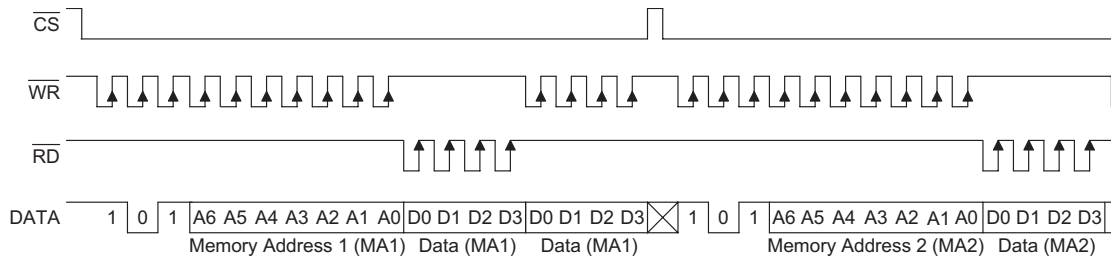 CS
WR
RD
DATA 1 0 1 A6 A5 A4 A3 A2 A1 A0 D0 D1 D2 D3 D0 D1 D2 D3 1 0 1 A6 A5 A4 A3 A2 A1 A0 D0 D1 D2 D3
Memory Address 1 (MA1) Data (MA1) Data (MA1) Memory Address 2 (MA2) Data (MA2)